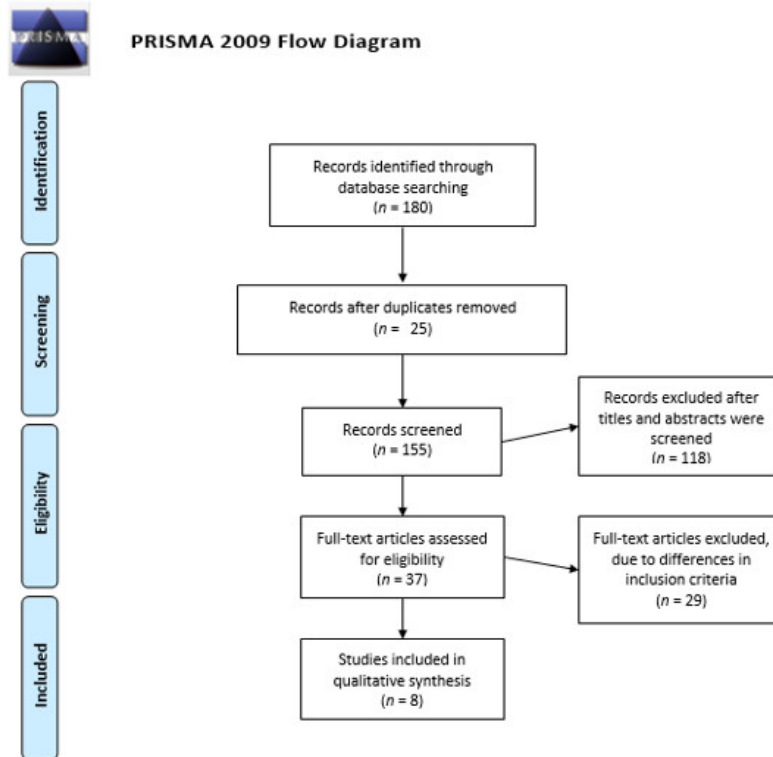 PRISMA
PRISMA 2009 Flow Diagram
Identification
Records identified through
database searching
(n = 180)
Screening
Records after duplicates removed
(n = 25)
Records screened
(n = 155)
Records excluded after
titles and abstracts were
screened
(n = 118)
Eligibility
Full-text articles assessed
for eligibility
(n = 37)
Full-text articles excluded,
due to differences in
inclusion criteria
(n = 29)
Included
Studies included in
qualitative synthesis
(n = 8)